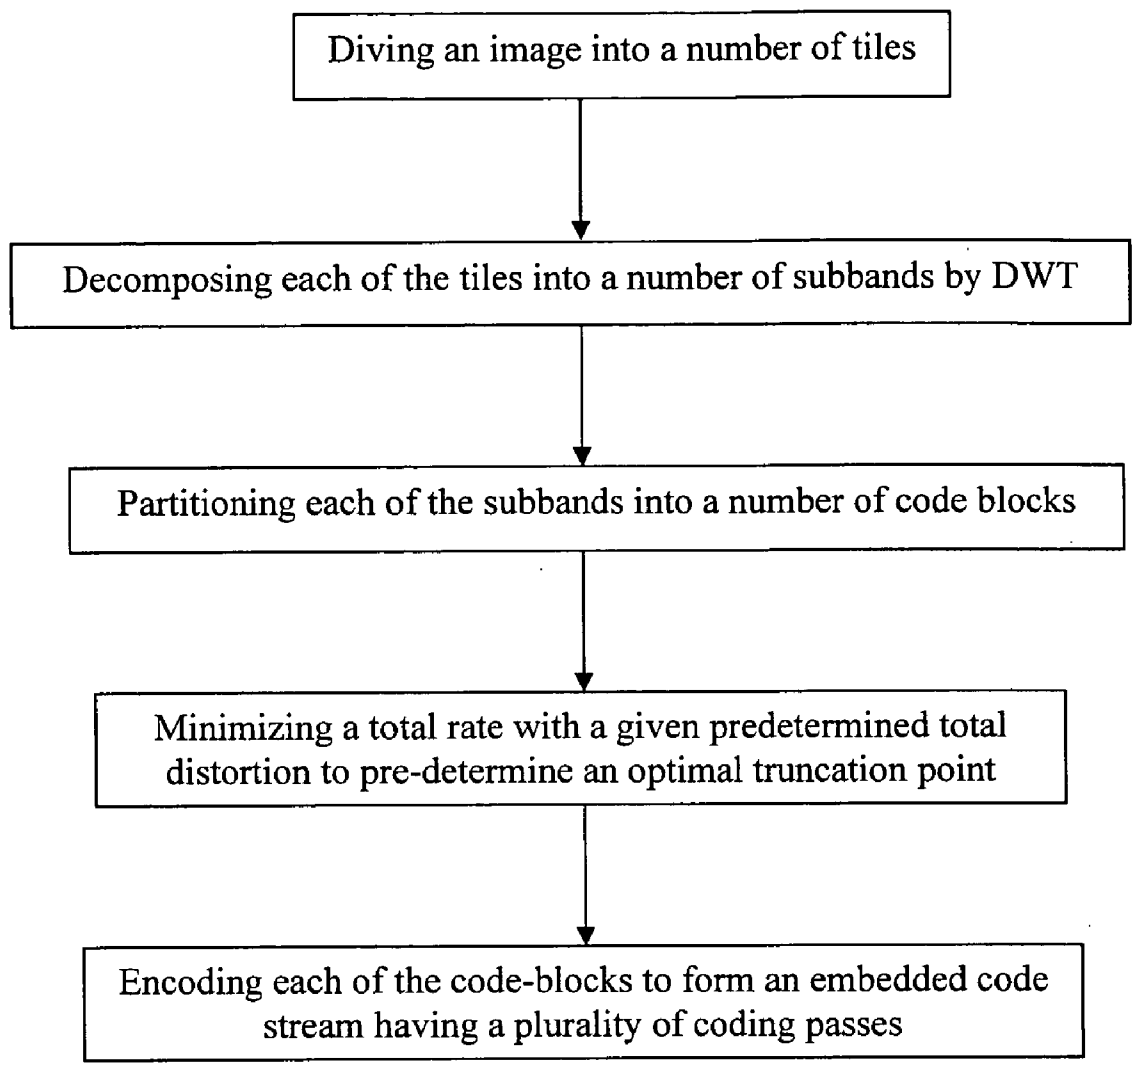 Diving an image into a number of tiles
Decomposing each of the tiles into a number of subbands by DWT
Partitioning each of the subbands into a number of code blocks
Minimizing a total rate with a given predetermined total
distortion to pre-determine an optimal truncation point
Encoding each of the code-blocks to form an embedded code
stream having a plurality of coding passes